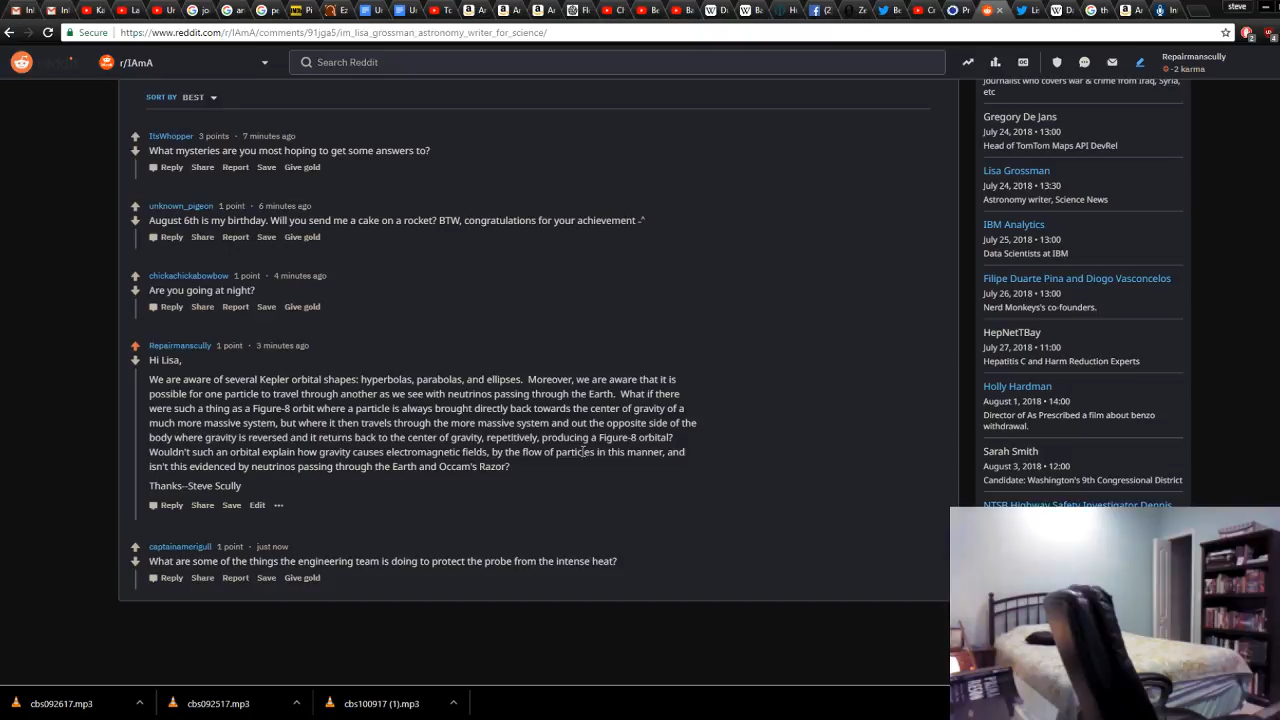 steve
Secure
https://www.reddit.com/r/IAmA/comments/91jga5/im_lisa_grossman_astronomy_writer_for_science/
r/IAmA
Search Reddit
Repairmanscully
-2 karma
SORT BY BEST
ItsWhopper 3 points · 7 minutes ago
What mysteries are you most hoping to get some answers to?
Reply Share Report Save Give gold
unknown_pigeon 1 point · 6 minutes ago
August 6th is my birthday. Will you send me a cake on a rocket? BTW, congratulations for your achievement -^
Reply Share Report Save Give gold
chickachickabowbow 1 point · 4 minutes ago
Are you going at night?
Reply Share Report Save Give gold
Repairmanscully 1 point · 3 minutes ago
Hi Lisa,
We are aware of several Kepler orbital shapes: hyperbolas, parabolas, and ellipses. Moreover, we are aware that it is
possible for one particle to travel through another as we see with neutrinos passing through the Earth. What if there
were such a thing as a Figure-8 orbit where a particle is always brought directly back towards the center of gravity of a
much more massive system, but where it then travels through the more massive system and out the opposite side of the
body where gravity is reversed and it returns back to the center of gravity, repetitively, producing a Figure-8 orbital?
Wouldn't such an orbital explain how gravity causes electromagnetic fields, by the flow of particles in this manner, and
isn't this evidenced by neutrinos passing through the Earth and Occam's Razor?
Thanks--Steve Scully
Reply Share Save Edit ···
captainamerigull 1 point · just now
What are some of the things the engineering team is doing to protect the probe from the intense heat?
Reply Share Report Save Give gold
Journalist who covers war & crime from Iraq, Syria,
etc
Gregory De Jans
July 24, 2018 • 13:00
Head of TomTom Maps API DevRel
Lisa Grossman
July 24, 2018 • 13:30
Astronomy writer, Science News
IBM Analytics
July 25, 2018 • 13:00
Data Scientists at IBM
Filipe Duarte Pina and Diogo Vasconcelos
July 26, 2018 • 13:00
Nerd Monkeys's co-founders.
HepNetTBay
July 27, 2018 • 11:00
Hepatitis C and Harm Reduction Experts
Holly Hardman
August 1, 2018 • 14:00
Director of As Prescribed a film about benzo
withdrawal.
Sarah Smith
August 3, 2018 • 12:00
Candidate: Washington's 9th Congressional District
NTSB Highway Safety Investigator Dennis
cbs092617.mp3
cbs092517.mp3
cbs100917 (1).mp3